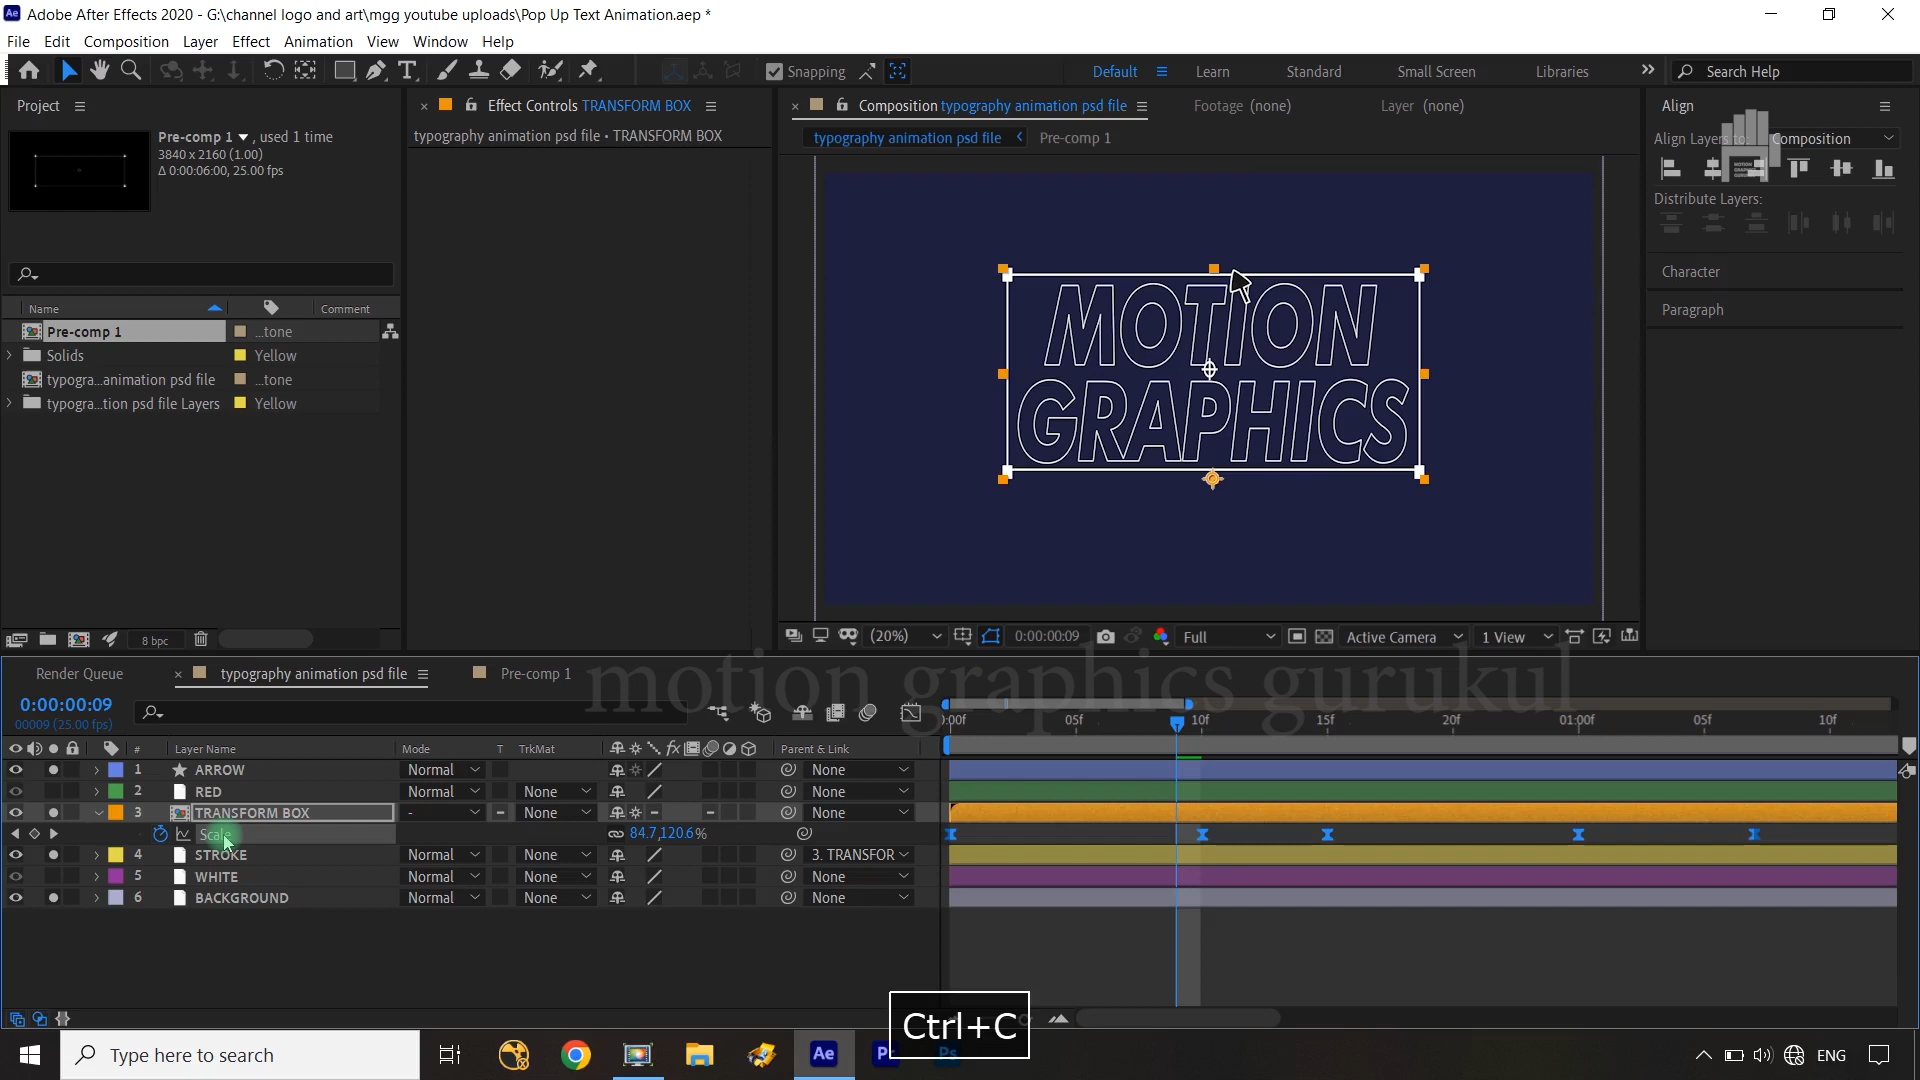 Adobe After Effects 2020 - G:\channel logo and art\mgg youtube uploads\Pop Up Text Animation.aep *
File Edit Composition Layer Effect Animation View Window Help
Snapping
Default Learn Standard Small Screen Libraries
Search Help
Project
Effect Controls TRANSFORM BOX
Composition typography animation psd file
Footage (none)
Layer (none)
Align
Pre-comp 1 , used 1 time
3840 x 2160 (1.00)
Δ 0:00:06:00, 25.00 fps
typography animation psd file • TRANSFORM BOX
typography animation psd file
Pre-comp 1
Align Layers to:
Composition
Distribute Layers:
Character
Paragraph
Name
Comment
Pre-comp 1 ...tone
Solids Yellow
typogra...animation psd file ...tone
typogra...tion psd file Layers Yellow
MOTION
GRAPHICS
8 bpc
(20%)
0:00:00:09
Full
Active Camera
1 View
Render Queue
typography animation psd file
Pre-comp 1
motion graphics gurukul
0:00:00:09
00009 (25.00 fps)
):00f 05f 10f 15f 20f 01:00f 05f 10f
# Layer Name Mode T TrkMat fx Parent & Link
1 ARROW Normal None
2 RED Normal None None
3 TRANSFORM BOX - None None
Scale 84.7,120.6%
4 STROKE Normal None 3. TRANSFOR
5 WHITE Normal None None
6 BACKGROUND Normal None None
Ctrl+C
Type here to search
Ae
Pr
Ps
ENG